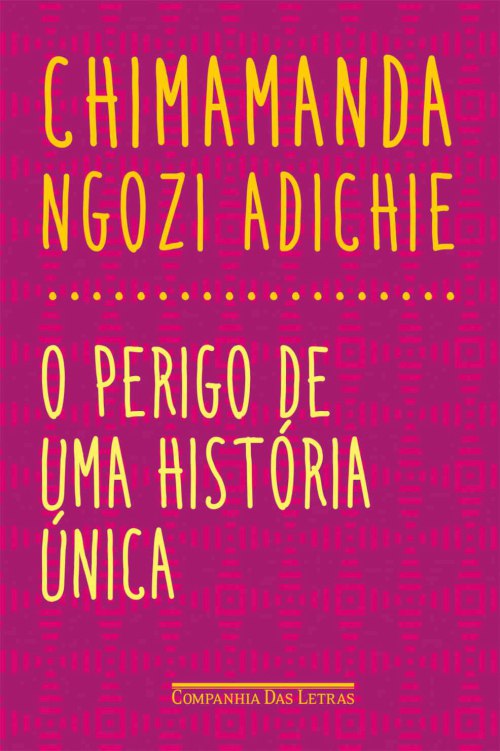 CHIMAMANDA
NGOZI ADICHIE
O PERIGO DE
UMA HISTÓRIA
ÚNICA
COMPANHIA DAS LETRAS